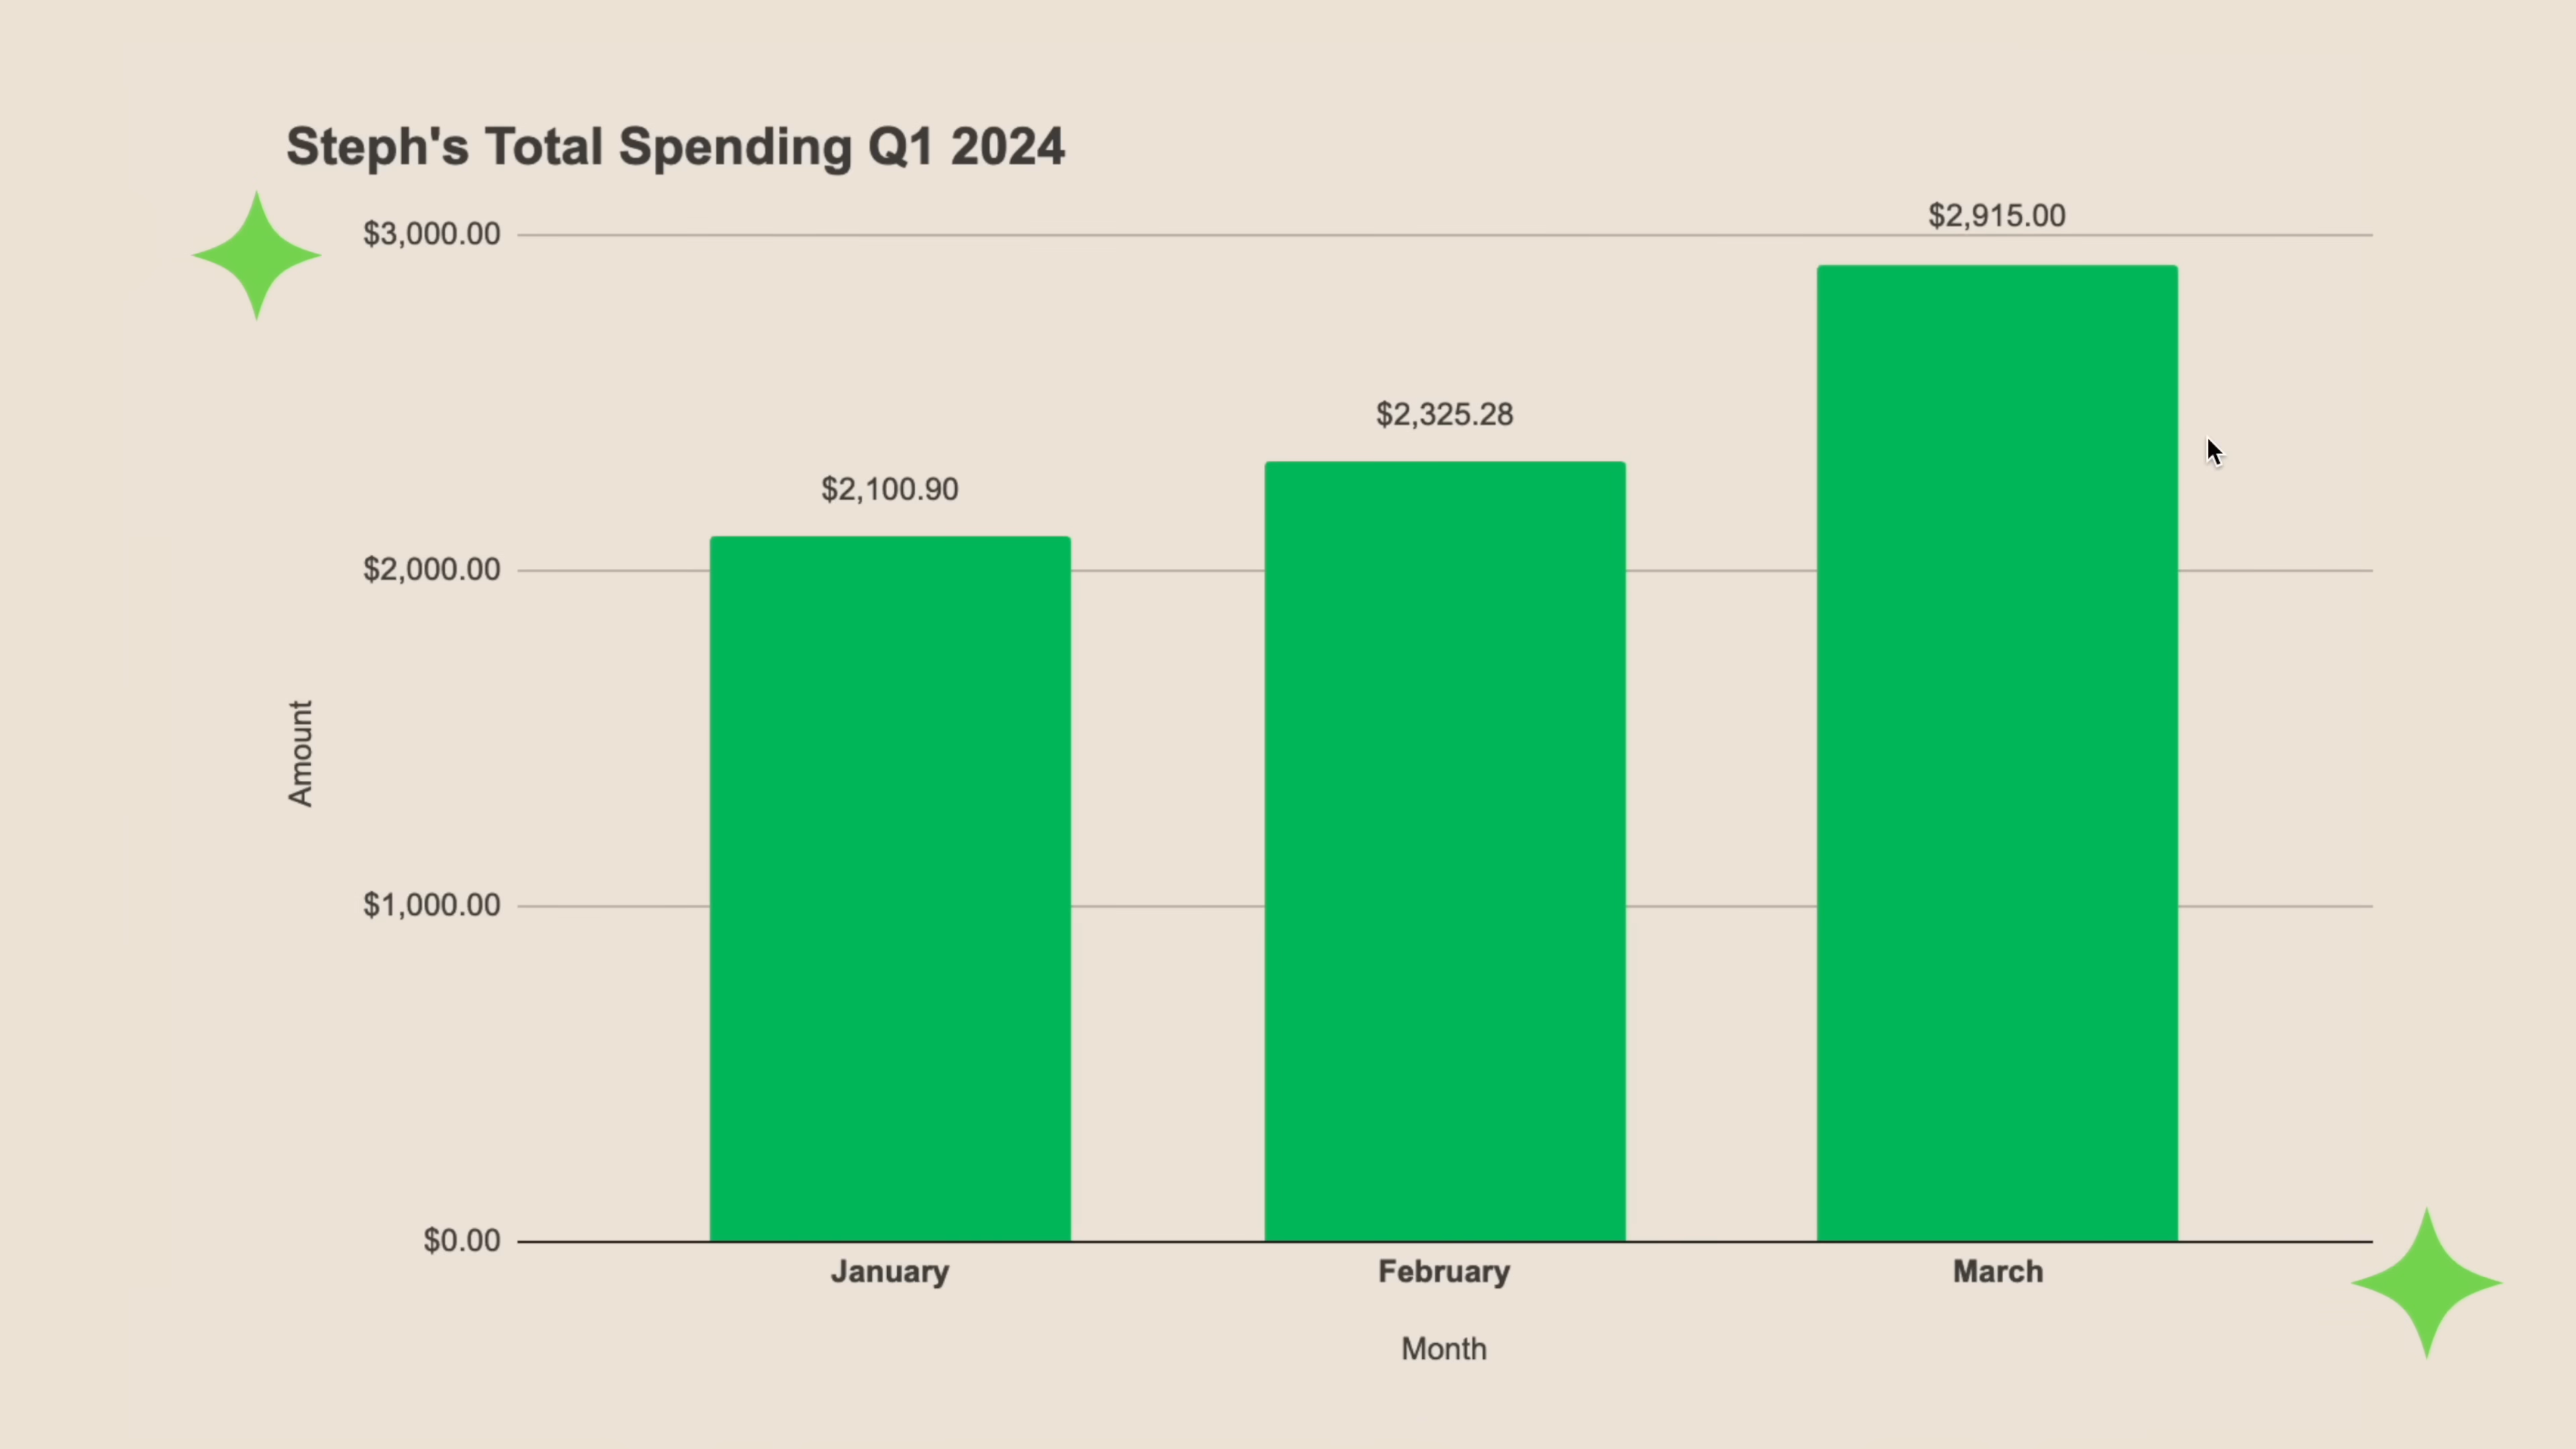 Steph's Total Spending Q1 2024
$3,000.00
$2,915.00
$2,325.28
$2,100.90
$2,000.00
Amount
$1,000.00
$0.00
January February March
Month